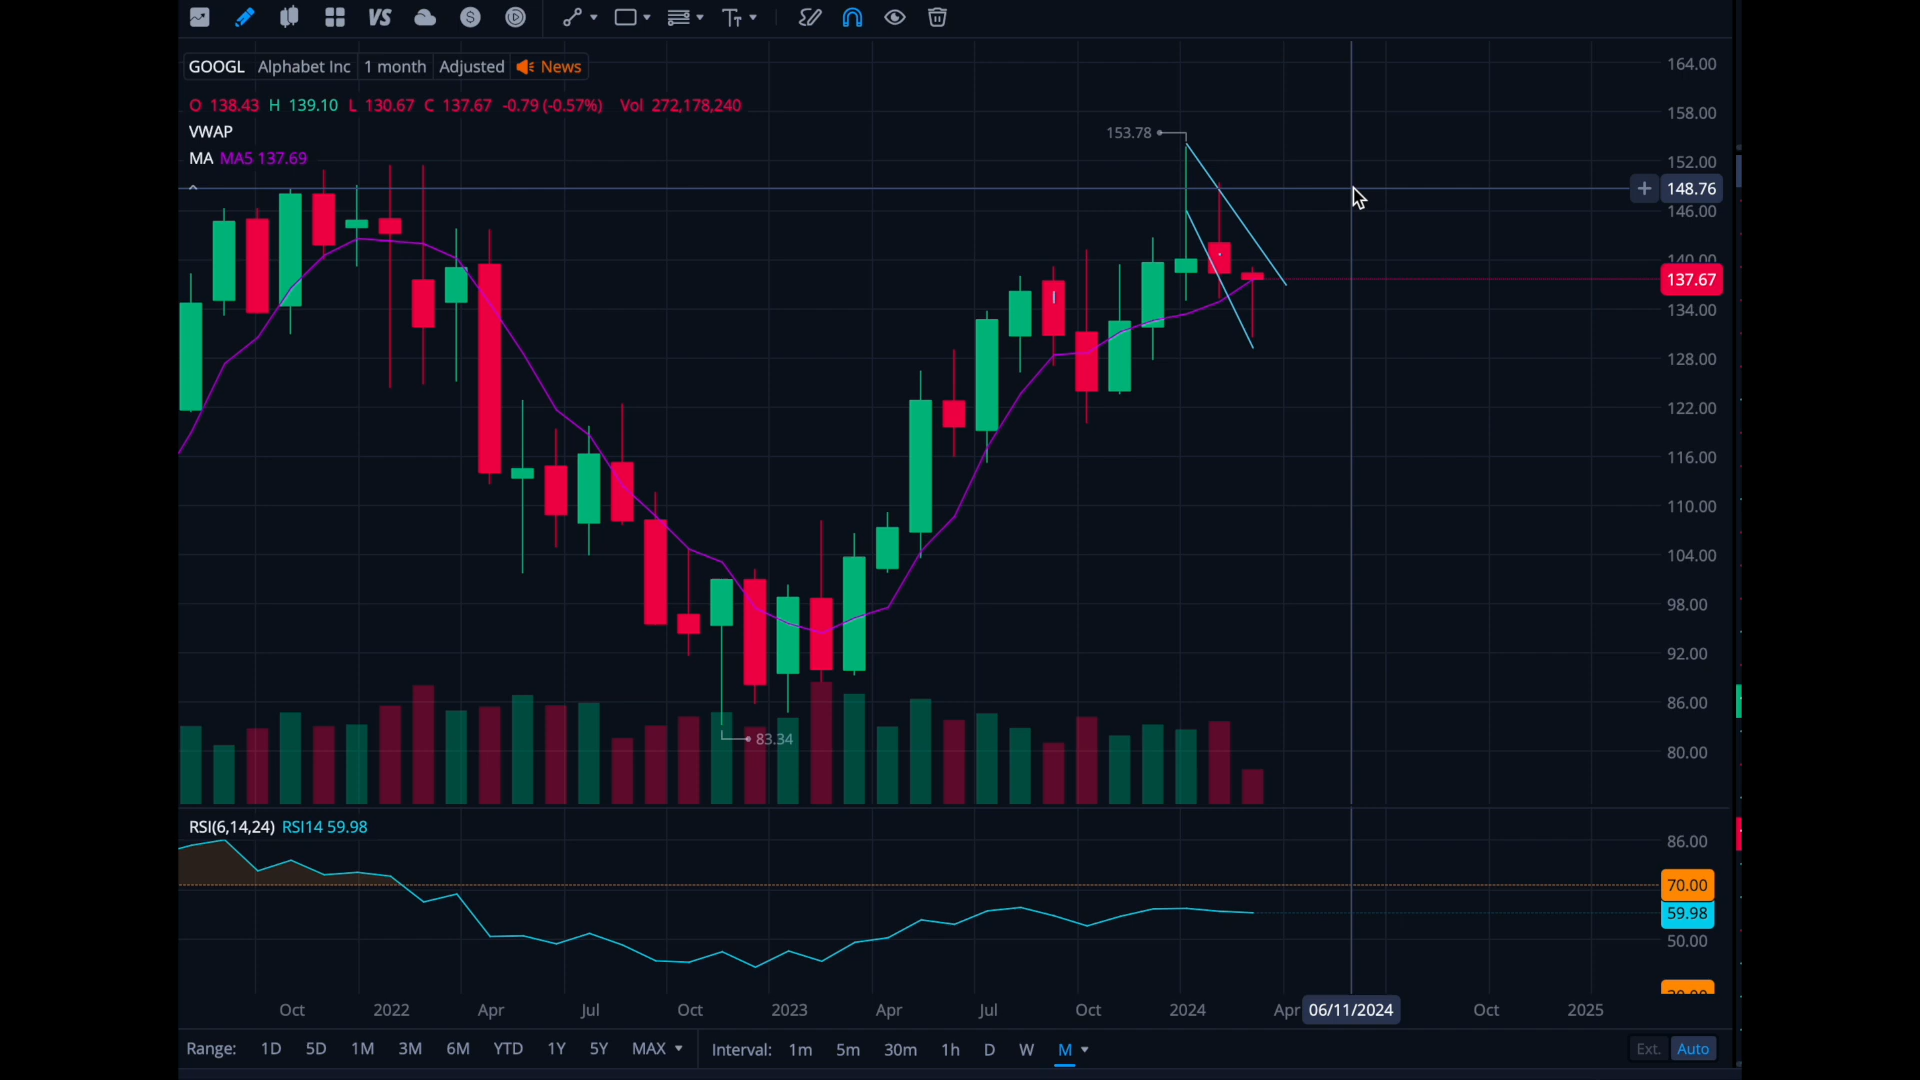 VS S
GOOGL Alphabet Inc 1 month Adjusted News
O 138.43 H 139.10 L 130.67 C 137.67 -0.79 (-0.57%) Vol 272,178,240
VWAP
MA MA5 137.69
153.78
83.34
164.00
158.00
152.00
148.76
146.00
140.00
137.67
134.00
128.00
122.00
116.00
110.00
104.00
98.00
92.00
86.00
80.00
RSI(6,14,24) RSI14 59.98
86.00
70.00
59.98
50.00
Oct 2022 Apr Jul Oct 2023 Apr Jul Oct 2024 Apr 06/11/2024 Oct 2025
Range: 1D 5D 1M 3M 6M YTD 1Y 5Y MAX Interval: 1m 5m 30m 1h D W M Ext. Auto